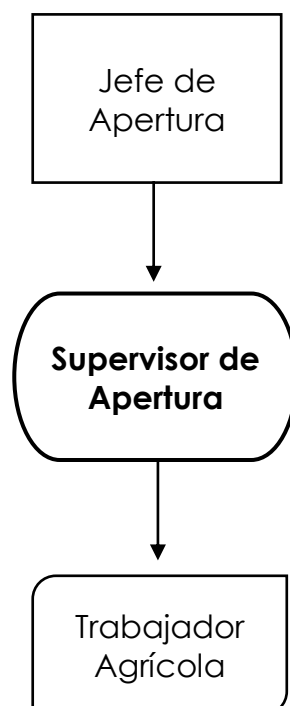 Jefe de
Apertura
Supervisor de
Apertura
Trabajador
Agrícola